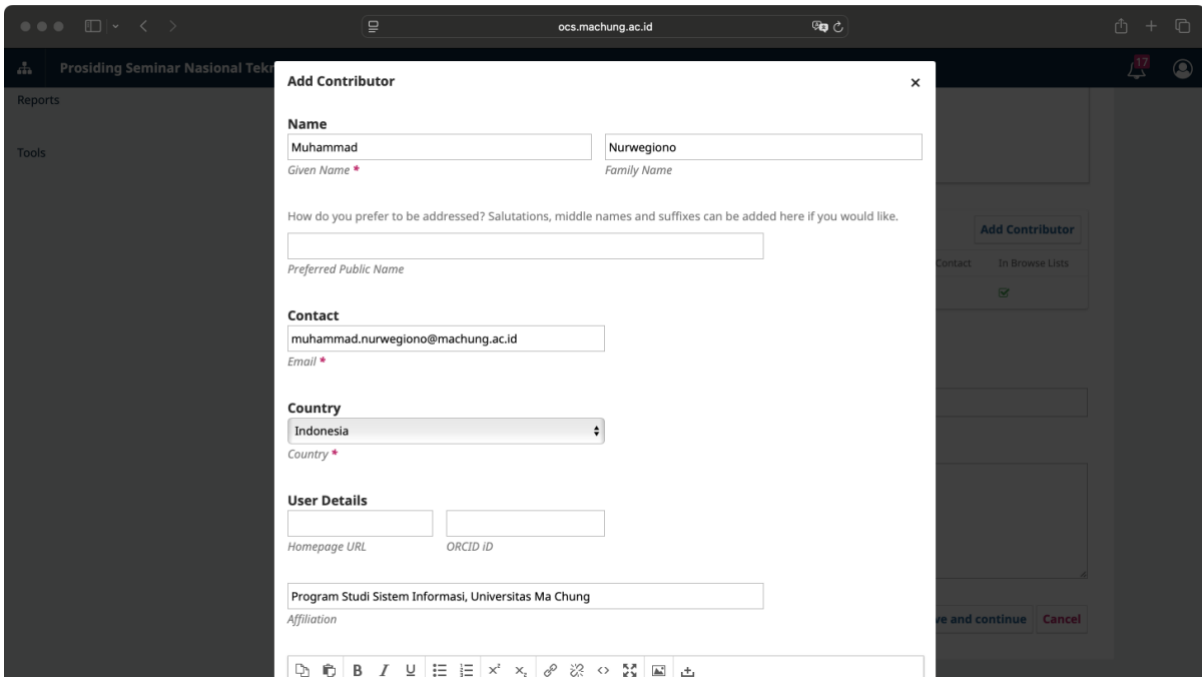 ocs.machung.ac.id
Prosiding Seminar Nasional Tekn
17
Reports
Tools
Add Contributor
×
Name
Muhammad Nurwegiono
Given Name * Family Name
How do you prefer to be addressed? Salutations, middle names and suffixes can be added here if you would like.
Preferred Public Name
Add Contributor
Contact In Browse Lists
Contact
muhammad.nurwegiono@machung.ac.id
Email *
Country
Indonesia
Country *
User Details
Homepage URL ORCID iD
Program Studi Sistem Informasi, Universitas Ma Chung
Affiliation
ve and continue Cancel
B I U x² x₂